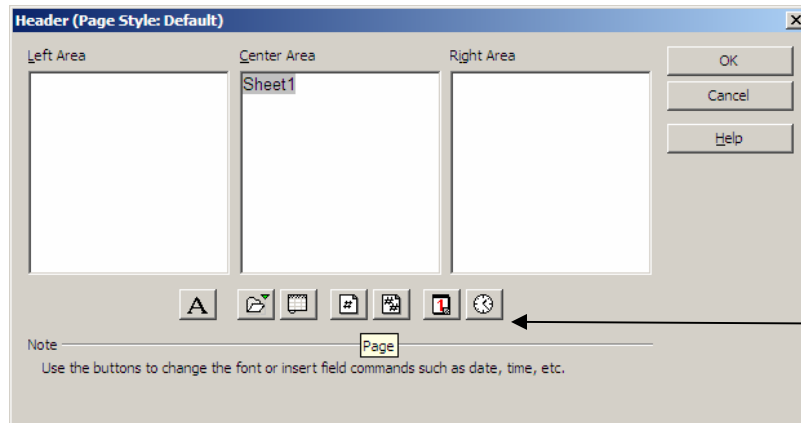 Header (Page Style: Default)
Left Area Center Area Right Area
Sheet1
OK
Cancel
Help
A
Note
Page
Use the buttons to change the font or insert field commands such as date, time, etc.